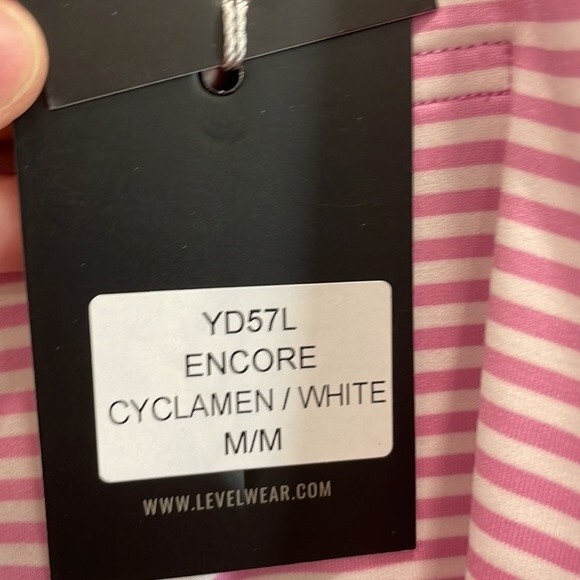 YD57L
ENCORE
CYCLAMEN / WHITE
M/M
WWW.LEVELWEAR.COM